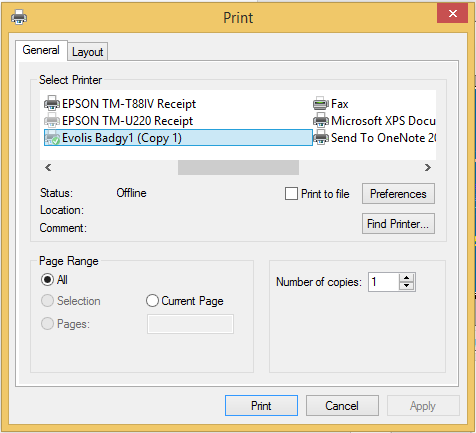 Print
General
Layout
Select Printer
EPSON TM-T88IV Receipt
Fax
EPSON TM-U220 Receipt
Microsoft XPS Docu
Evolis Badgy1 (Copy 1)
Send To OneNote 20
Status:
Offline
Print to file
Preferences
Location:
Comment:
Find Printer...
Page Range
All
Number of copies:
1
Selection
Current Page
Pages:
Print
Cancel
Apply